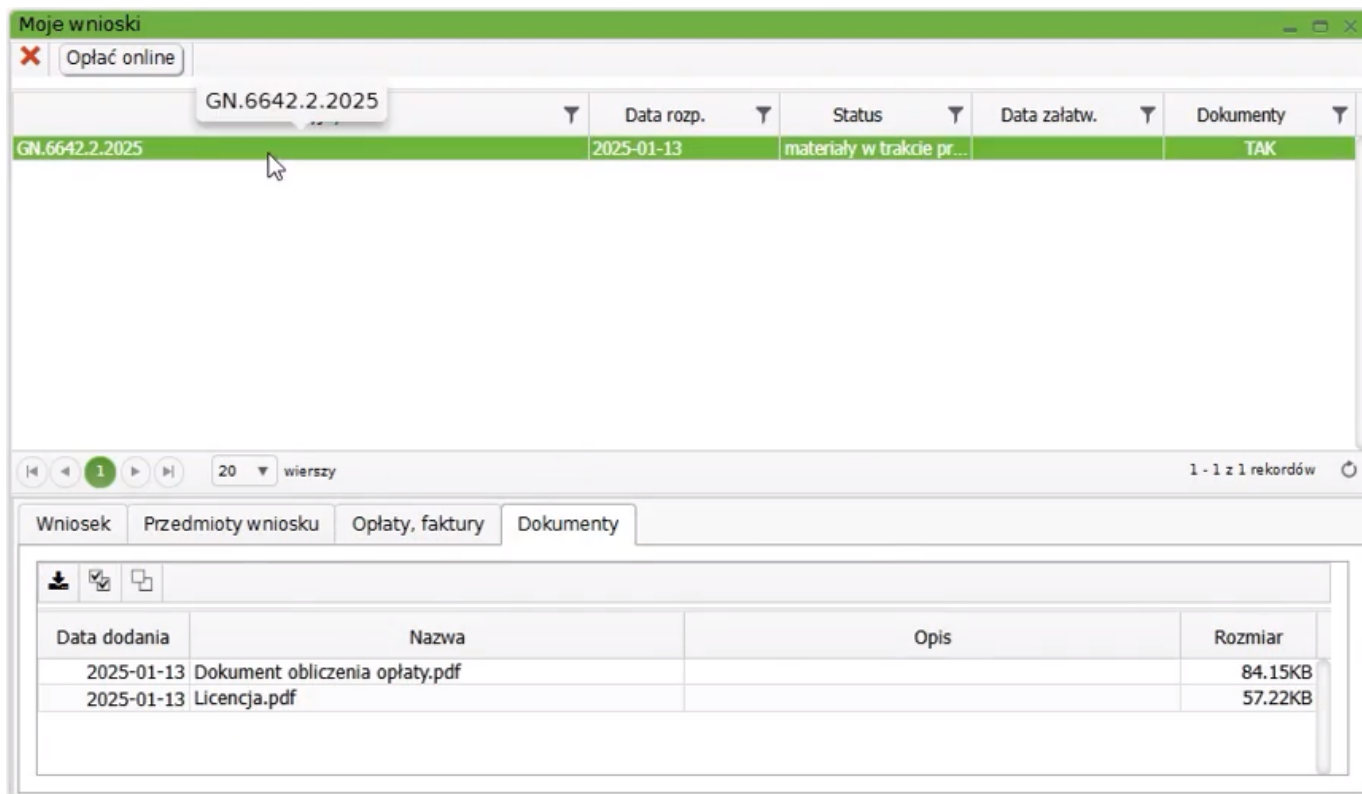 Moje wnioski
Opłać online
GN.6642.2.2025
Data rozp. Status Data załatw. Dokumenty
GN.6642.2.2025 2025-01-13 materiały w trakcie pr... TAK
1 20 wierszy 1 - 1 z 1 rekordów
Wniosek Przedmioty wniosku Opłaty, faktury Dokumenty
Data dodania Nazwa Opis Rozmiar
2025-01-13 Dokument obliczenia opłaty.pdf 84.15KB
2025-01-13 Licencja.pdf 57.22KB